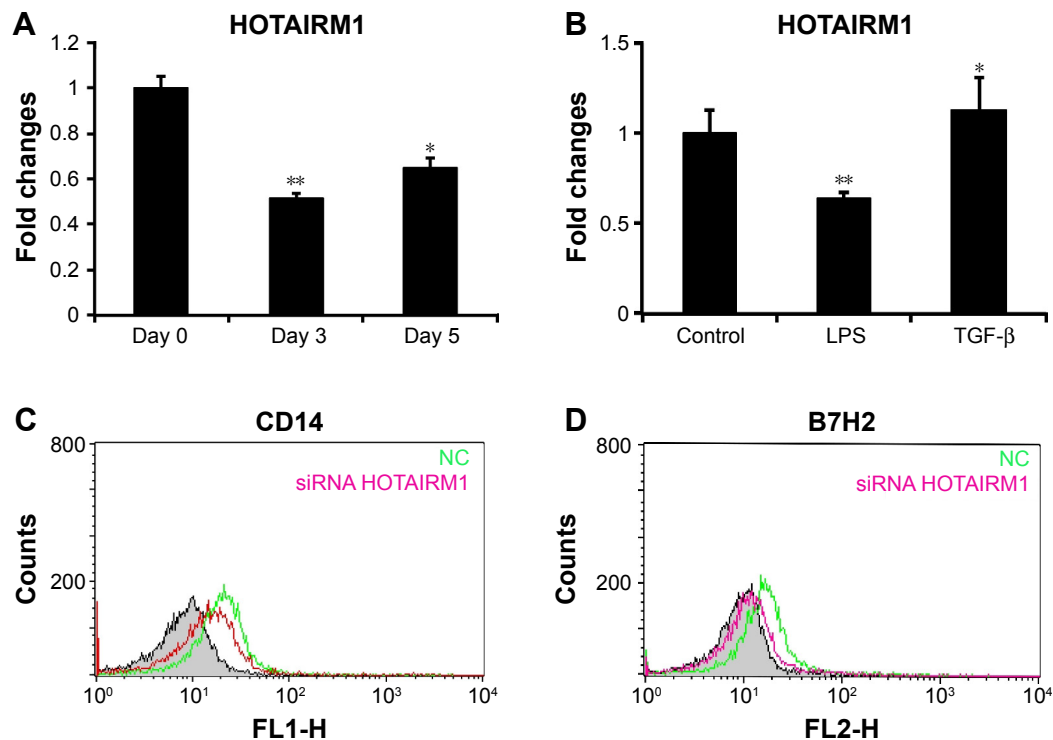 A
HOTAIRM1
Fold changes
1.2
1
0.8
0.6
0.4
0.2
0
**
*
Day 0 Day 3 Day 5
B
HOTAIRM1
Fold changes
1.5
1
0.5
0
**
*
Control LPS TGF-β
C
CD14
Counts
800
200
NC
siRNA HOTAIRM1
10⁰ 10¹ 10² 10³ 10⁴
FL1-H
D
B7H2
Counts
800
200
NC
siRNA HOTAIRM1
10⁰ 10¹ 10² 10³ 10⁴
FL2-H